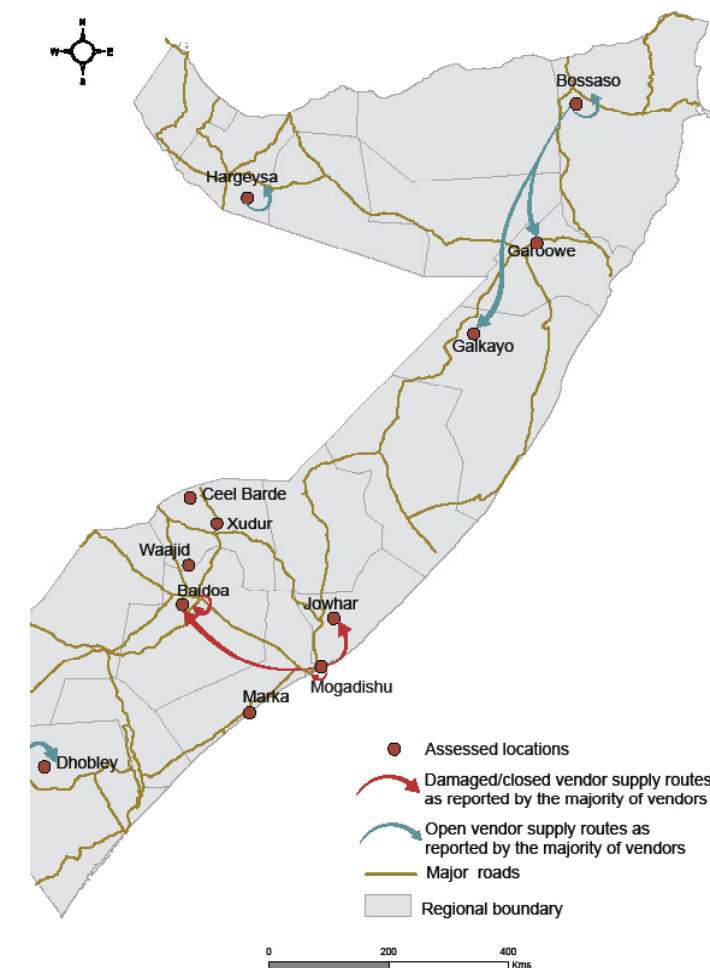 N
W
E
S
Bossaso
Hargeysa
Garoowe
Galkayo
Ceel Barde
Xudur
Waajid
Baidoa
Jowhar
Mogadishu
Marka
Dhobley
Assessed locations
Damaged/closed vendor supply routes
as reported by the majority of vendors
Open vendor supply routes as
reported by the majority of vendors
Major roads
Regional boundary
0 200 400
Kms